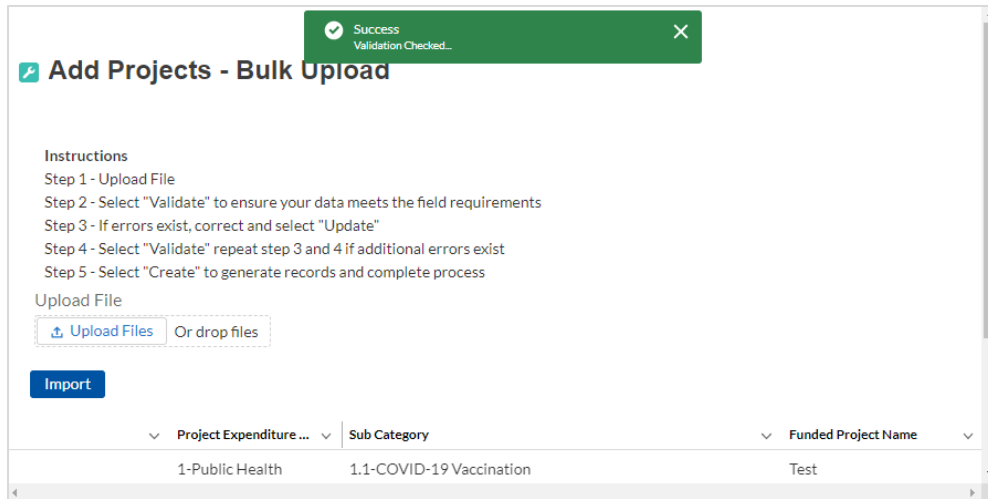 Success
Validation Checked...
Add Projects - Bulk Upload
Instructions
Step 1 - Upload File
Step 2 - Select "Validate" to ensure your data meets the field requirements
Step 3 - If errors exist, correct and select "Update"
Step 4 - Select "Validate" repeat step 3 and 4 if additional errors exist
Step 5 - Select "Create" to generate records and complete process
Upload File
Upload Files Or drop files
Import
Project Expenditure ... Sub Category Funded Project Name
1-Public Health 1.1-COVID-19 Vaccination Test